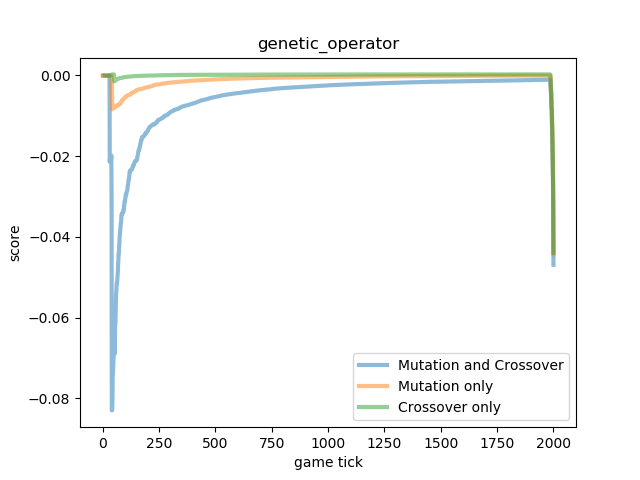 genetic_operator
0.00
−0.02
−0.04
−0.06
−0.08
score
0
250
500
750
1000
1250
1500
1750
2000
game tick
Mutation and Crossover
Mutation only
Crossover only